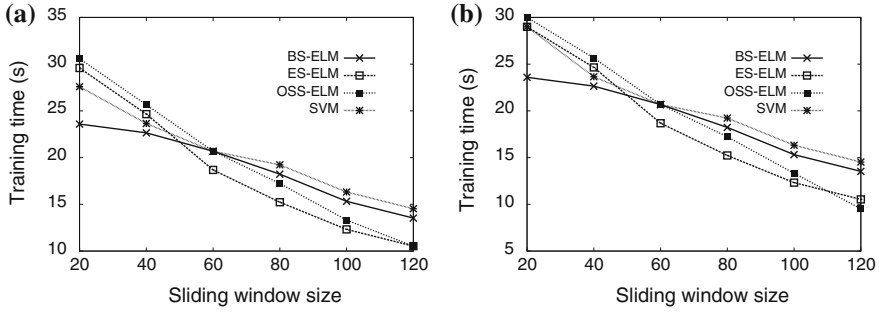 (a)
Training time (s)
35
30
25
20
15
10
BS-ELM
ES-ELM
OSS-ELM
SVM
20 40 60 80 100 120
Sliding window size
(b)
Training time (s)
30
25
20
15
10
5
BS-ELM
ES-ELM
OSS-ELM
SVM
20 40 60 80 100 120
Sliding window size